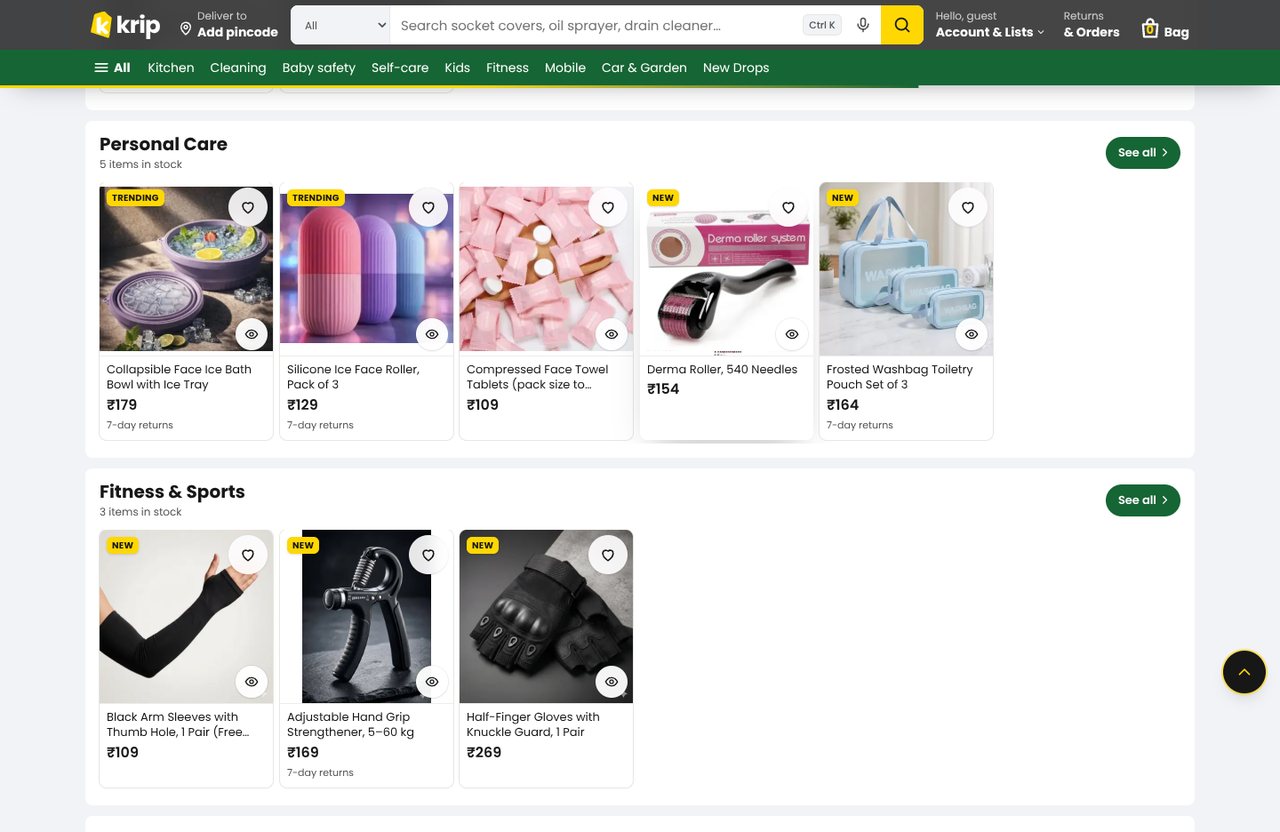 krip
Deliver to
Add pincode
All
Search socket covers, oil sprayer, drain cleaner...
Ctrl K
Hello, guest
Account & Lists
Returns
& Orders
0
Bag
All
Kitchen
Cleaning
Baby safety
Self-care
Kids
Fitness
Mobile
Car & Garden
New Drops
Personal Care
5 items in stock
See all
TRENDING
Collapsible Face Ice Bath
Bowl with Ice Tray
₹179
7-day returns
TRENDING
Silicone Ice Face Roller,
Pack of 3
₹129
7-day returns
Compressed Face Towel
Tablets (pack size to...
₹109
NEW
Derma roller system
Derma Roller, 540 Needles
₹154
NEW
WASHBAG
WASHBAG
WASHBAG
Frosted Washbag Toiletry
Pouch Set of 3
₹164
7-day returns
Fitness & Sports
3 items in stock
See all
NEW
Black Arm Sleeves with
Thumb Hole, 1 Pair (Free...
₹109
NEW
Adjustable Hand Grip
Strengthener, 5–60 kg
₹169
7-day returns
NEW
Half-Finger Gloves with
Knuckle Guard, 1 Pair
₹269